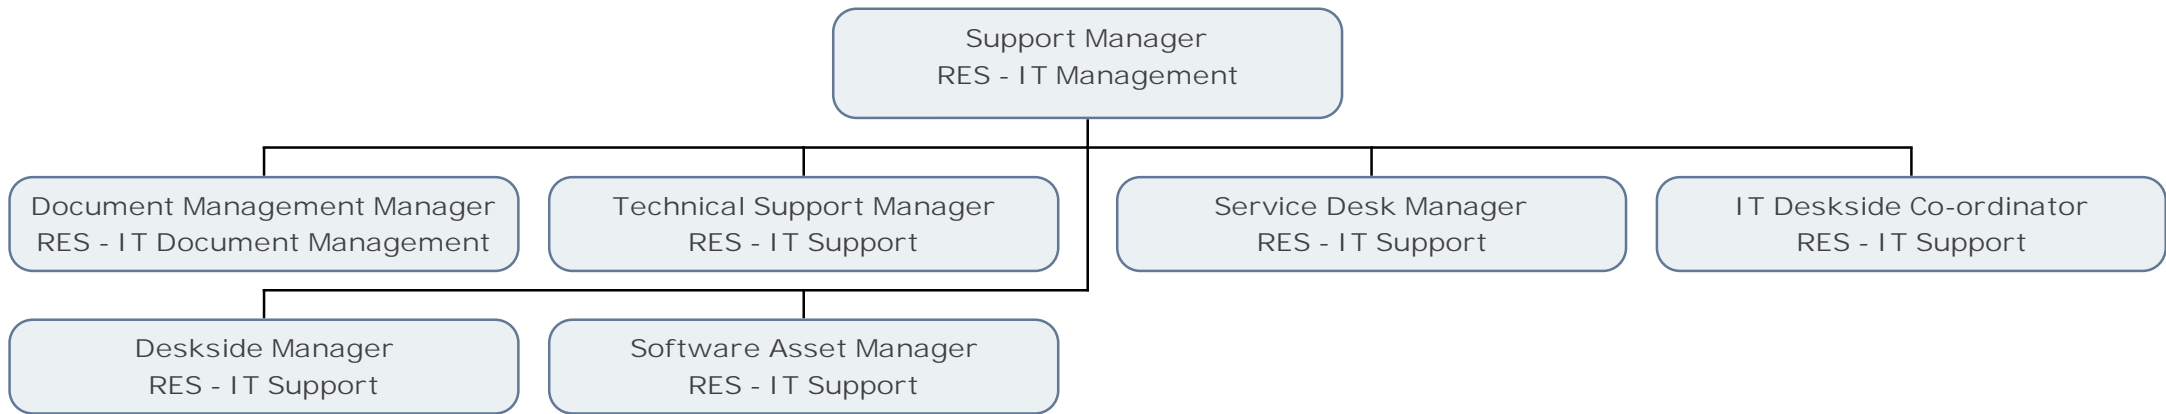 Support Manager
RES - IT Management
Document Management Manager
RES - IT Document Management
Technical Support Manager
RES - IT Support
Service Desk Manager
RES - IT Support
IT Deskside Co-ordinator
RES - IT Support
Deskside Manager
RES - IT Support
Software Asset Manager
RES - IT Support